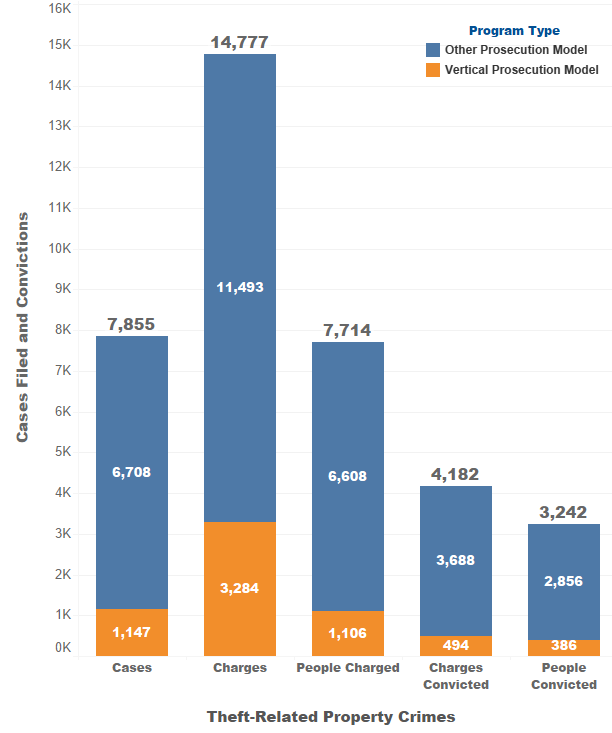 Program Type
Other Prosecution Model
Vertical Prosecution Model
Cases Filed and Convictions
16K
15K
14K
13K
12K
11K
10K
9K
8K
7K
6K
5K
4K
3K
2K
1K
0K
7,855
6,708
1,147
14,777
11,493
3,284
7,714
6,608
1,106
4,182
3,688
494
3,242
2,856
386
Cases
Charges
People Charged
Charges
Convicted
People
Convicted
Theft-Related Property Crimes